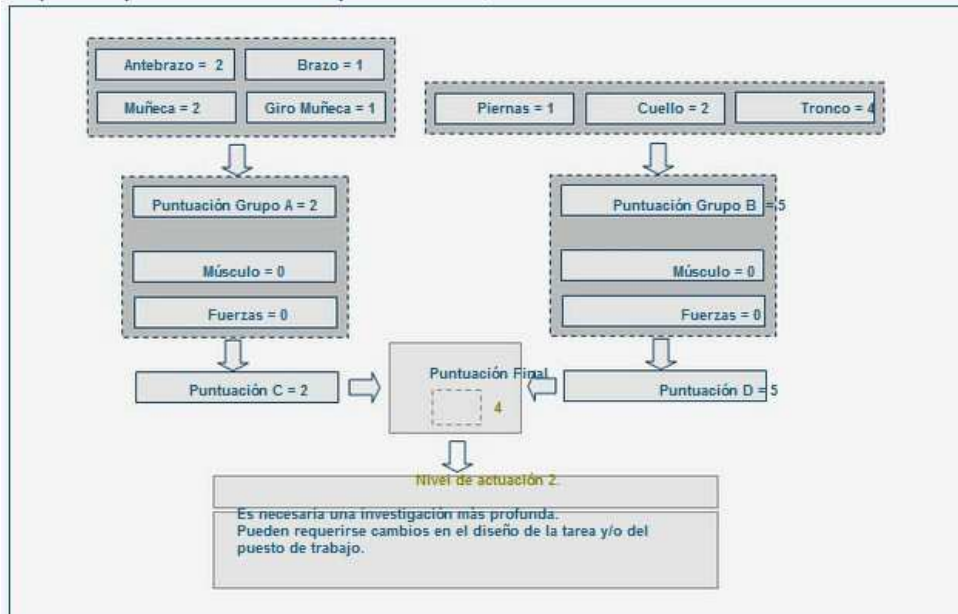 Antebrazo = 2
Brazo = 1
Muñeca = 2
Giro Muñeca = 1
Piernas = 1
Cuello = 2
Tronco = 4
Puntuación Grupo A = 2
Músculo = 0
Fuerzas = 0
Puntuación Grupo B = 5
Músculo = 0
Fuerzas = 0
Puntuación C = 2
Puntuación Final
4
Puntuación D = 5
Nivel de actuación 2.
Es necesaria una investigación más profunda.
Pueden requerirse cambios en el diseño de la tarea y/o del
puesto de trabajo.